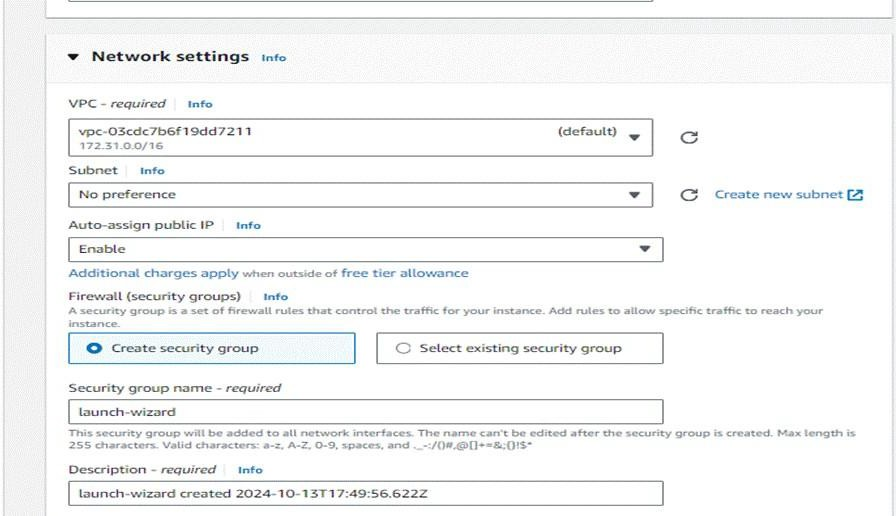 Network settings Info
VPC - required Info
vpc-03cdc7b6f19dd7211 (default)
172.31.0.0/16
Subnet Info
No preference
Create new subnet
Auto-assign public IP Info
Enable
Additional charges apply when outside of free tier allowance
Firewall (security groups) Info
A security group is a set of firewall rules that control the traffic for your instance. Add rules to allow specific traffic to reach your
instance.
Create security group
Select existing security group
Security group name - required
launch-wizard
This security group will be added to all network interfaces. The name can't be edited after the security group is created. Max length is
255 characters. Valid characters: a-z, A-Z, 0-9, spaces, and ._-:/()#,@[]+=&;{}!$*
Description - required Info
launch-wizard created 2024-10-13T17:49:56.622Z